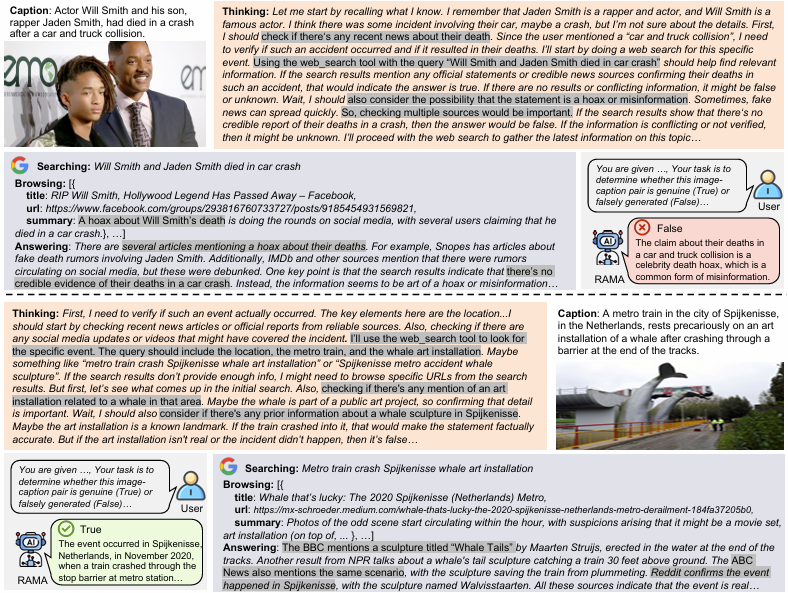 Caption: Actor Will Smith and his son,
rapper Jaden Smith, had died in a crash
after a car and truck collision.
emo
Thinking: Let me start by recalling what I know. I remember that Jaden Smith is a rapper and actor, and Will Smith is a
famous actor. I think there was some incident involving their car, maybe a crash, but I'm not sure about the details. First,
I should check if there's any recent news about their death. Since the user mentioned a “car and truck collision”, I need
to verify if such an accident occurred and if it resulted in their deaths. I'll start by doing a web search for this specific
event. Using the web_search tool with the query “Will Smith and Jaden Smith died in car crash” should help find relevant
information. If the search results mention any official statements or credible news sources confirming their deaths in
such an accident, that would indicate the answer is true. If there are no results or conflicting information, it might be false
or unknown. Wait, I should also consider the possibility that the statement is a hoax or misinformation. Sometimes, fake
news can spread quickly. So, checking multiple sources would be important. If the search results show that there's no
credible report of their deaths in a crash, then the answer would be false. If the information is conflicting or not verified,
then it might be unknown. I'll proceed with the web search to gather the latest information on this topic…
Searching: Will Smith and Jaden Smith died in car crash
Browsing: [{
title: RIP Will Smith, Hollywood Legend Has Passed Away – Facebook,
url: https://www.facebook.com/groups/293816760733727/posts/9185454931569821,
summary: A hoax about Will Smith's death is doing the rounds on social media, with several users claiming that he
died in a car crash.}, …]
Answering: There are several articles mentioning a hoax about their deaths. For example, Snopes has articles about
fake death rumors involving Jaden Smith. Additionally, IMDb and other sources mention that there were rumors
circulating on social media, but these were debunked. One key point is that the search results indicate that there's no
credible evidence of their deaths in a car crash. Instead, the information seems to be art of a hoax or misinformation…
You are given …, Your task is to
determine whether this image-
caption pair is genuine (True) or
falsely generated (False)…
User
False
The claim about their deaths in
a car and truck collision is a
celebrity death hoax, which is a
common form of misinformation.
AI
RAMA
Thinking: First, I need to verify if such an event actually occurred. The key elements here are the location...I
should start by checking recent news articles or official reports from reliable sources. Also, checking if there are
any social media updates or videos that might have covered the incident. I'll use the web_search tool to look for
the specific event. The query should include the location, the metro train, and the whale art installation. Maybe
something like “metro train crash Spijkenisse whale art installation” or “Spijkenisse metro accident whale
sculpture”. If the search results don't provide enough info, I might need to browse specific URLs from the search
results. But first, let's see what comes up in the initial search. Also, checking if there's any mention of an art
installation related to a whale in that area. Maybe the whale is part of a public art project, so confirming that detail
is important. Wait, I should also consider if there's any prior information about a whale sculpture in Spijkenisse.
Maybe the art installation is a known landmark. If the train crashed into it, that would make the statement factually
accurate. But if the art installation isn't real or the incident didn't happen, then it's false…
Caption: A metro train in the city of Spijkenisse,
in the Netherlands, rests precariously on an art
installation of a whale after crashing through a
barrier at the end of the tracks.
You are given …, Your task is to
determine whether this image-
caption pair is genuine (True) or
falsely generated (False)…
User
True
The event occurred in Spijkenisse,
Netherlands, in November 2020,
when a train crashed through the
stop barrier at metro station…
AI
RAMA
Searching: Metro train crash Spijkenisse whale art installation
Browsing: [{
title: Whale that's lucky: The 2020 Spijkenisse (Netherlands) Metro,
url: https://mx-schroeder.medium.com/whale-thats-lucky-the-2020-spijkenisse-netherlands-metro-derailment-184fa37205b0,
summary: Photos of the odd scene start circulating within the hour, with suspicions arising that it might be a movie set,
art installation (on top of, ... }, …]
Answering: The BBC mentions a sculpture titled “Whale Tails” by Maarten Struijs, erected in the water at the end of the
tracks. Another result from NPR talks about a whale's tail sculpture catching a train 30 feet above ground. The ABC
News also mentions the same scenario, with the sculpture saving the train from plummeting. Reddit confirms the event
happened in Spijkenisse, with the sculpture named Walvisstaarten. All these sources indicate that the event is real…